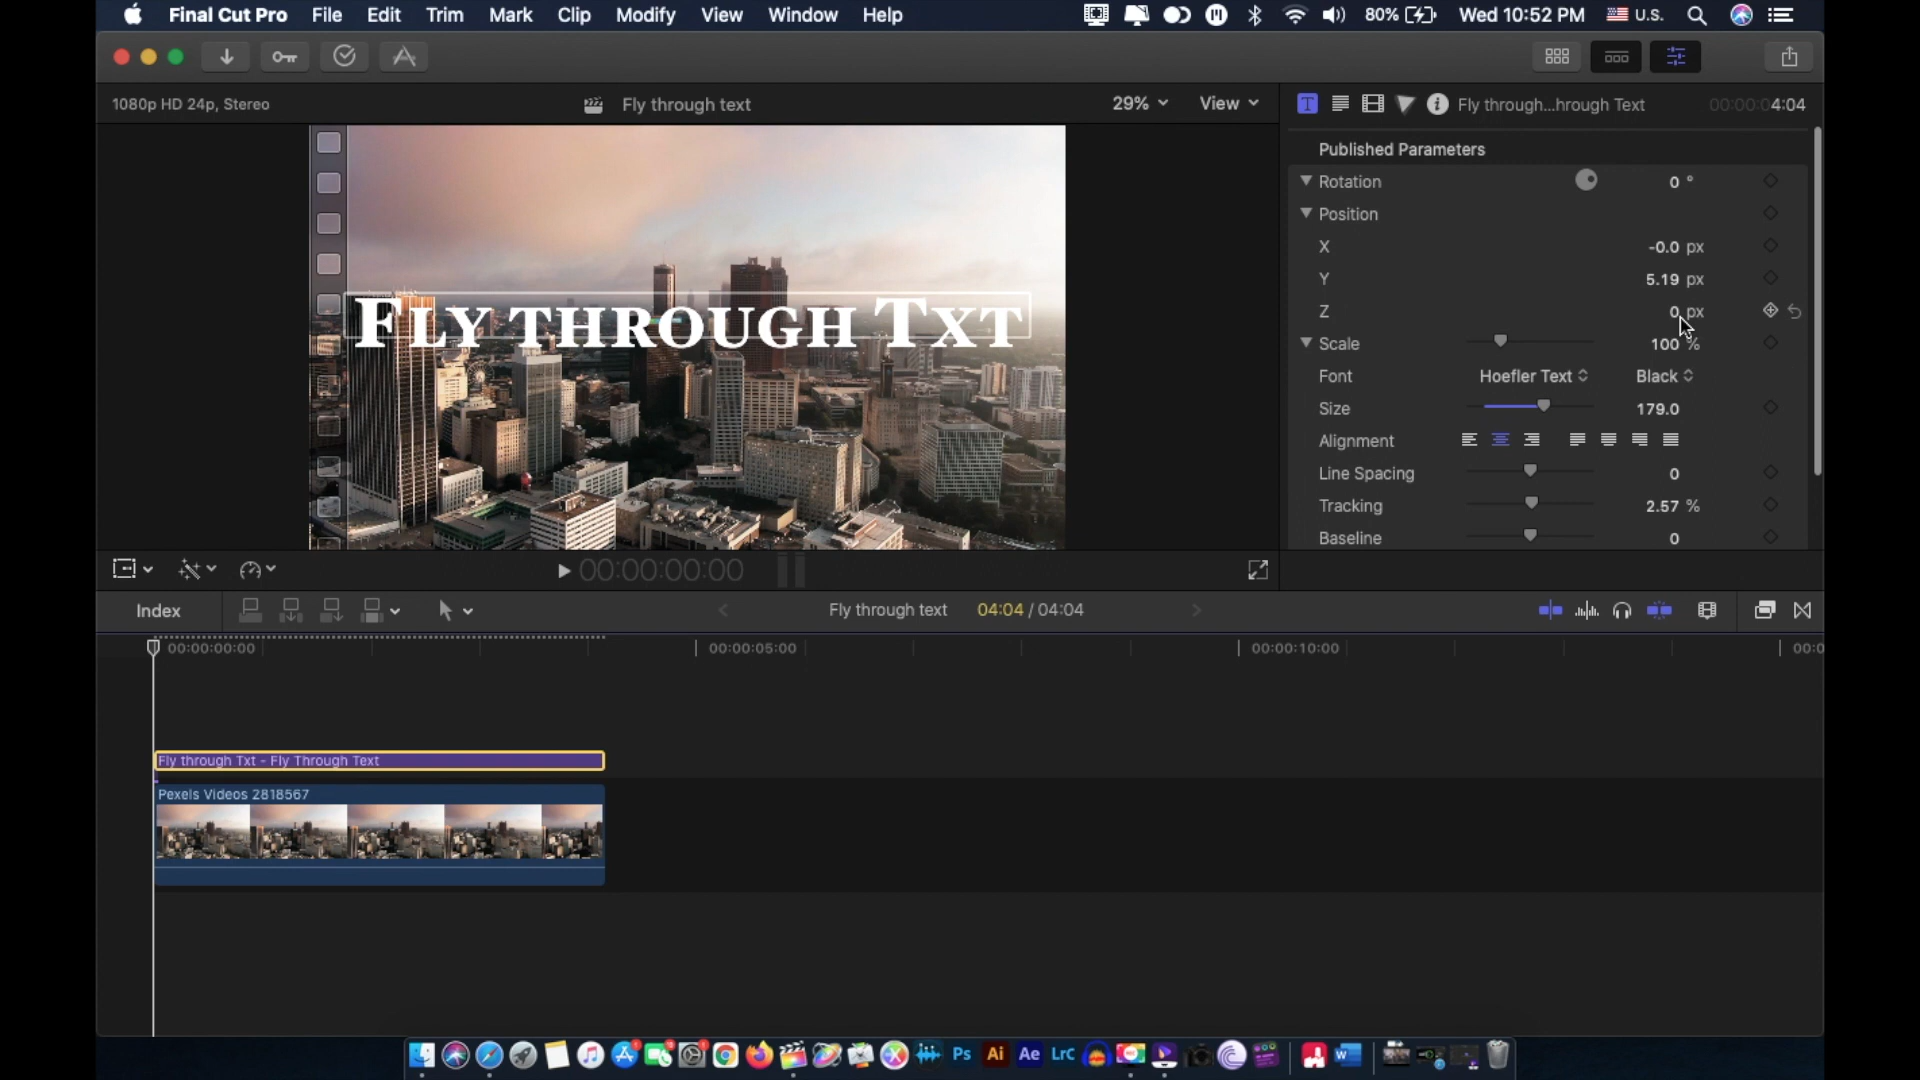 Final Cut Pro File Edit Trim Mark Clip Modify View Window Help 80% Wed 10:52 PM U.S.
1080p HD 24p, Stereo Fly through text 29% View Fly through...hrough Text 00:00:04:04
Published Parameters
Rotation 0 °
Position
X -0.0 px
Y 5.19 px
Z 0 px
Scale 100 %
Font Hoefler Text Black
Size 179.0
Alignment
Line Spacing 0
Tracking 2.57 %
Baseline 0
Fly through Txt
00:00:00:00
Index Fly through text 04:04 / 04:04
00:00:00:00 00:00:05:00 00:00:10:00 00:0
Fly through Txt - Fly Through Text
Pexels Videos 2818567
Ps Ai Ae LrC W